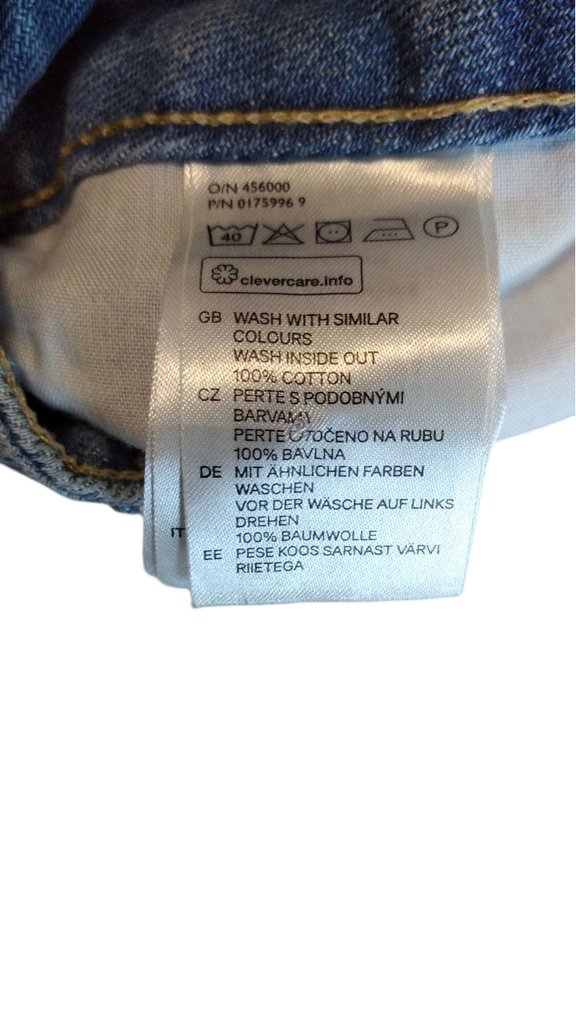 O/N 456000
P/N 0175996 9
40 P
clevercare.info
GB WASH WITH SIMILAR
COLOURS
WASH INSIDE OUT
100% COTTON
CZ PERTE S PODOBNÝMI
BARVAMI
PERTE OTOČENO NA RUBU
100% BAVLNA
DE MIT ÄHNLICHEN FARBEN
WASCHEN
VOR DER WÄSCHE AUF LINKS
DREHEN
100% BAUMWOLLE
IT
EE PESE KOOS SARNAST VÄRVI
RIIETEGA